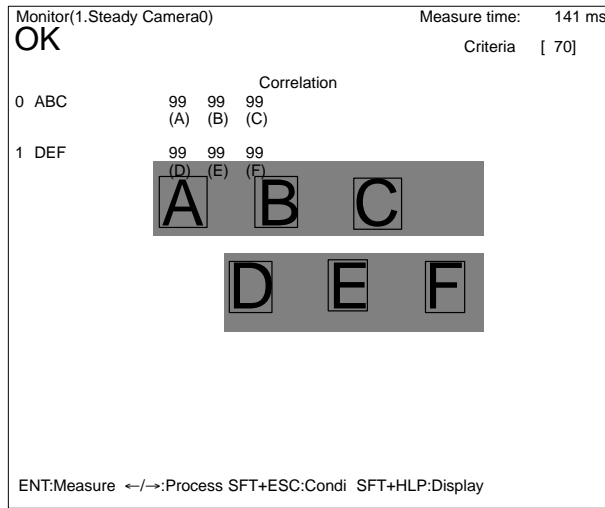 Monitor(1.Steady Camera0) Measure time: 141 ms
OK
Criteria [ 70]
Correlation
0 ABC 99 99 99
(A) (B) (C)
1 DEF 99 99 99
(D) (E) (F)
A B C
D E F
ENT:Measure ←/→:Process SFT+ESC:Condi SFT+HLP:Display